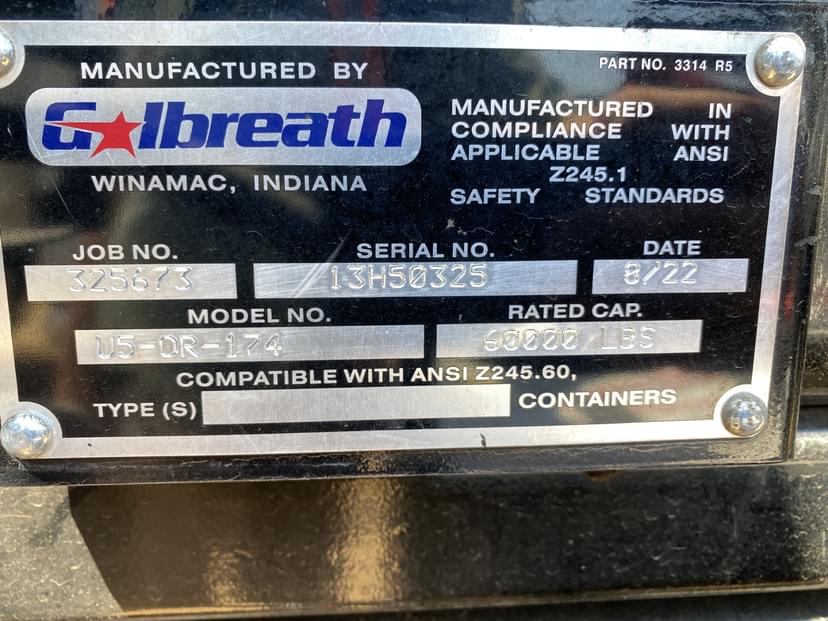 MANUFACTURED BY
Galbreath
WINAMAC, INDIANA
PART NO. 3314 R5
MANUFACTURED IN
COMPLIANCE WITH
APPLICABLE ANSI
Z245.1
SAFETY STANDARDS
JOB NO. SERIAL NO. DATE
325673 13H50325 8/22
MODEL NO. RATED CAP.
U5-OR-174 60000 LBS
COMPATIBLE WITH ANSI Z245.60,
TYPE (S) CONTAINERS